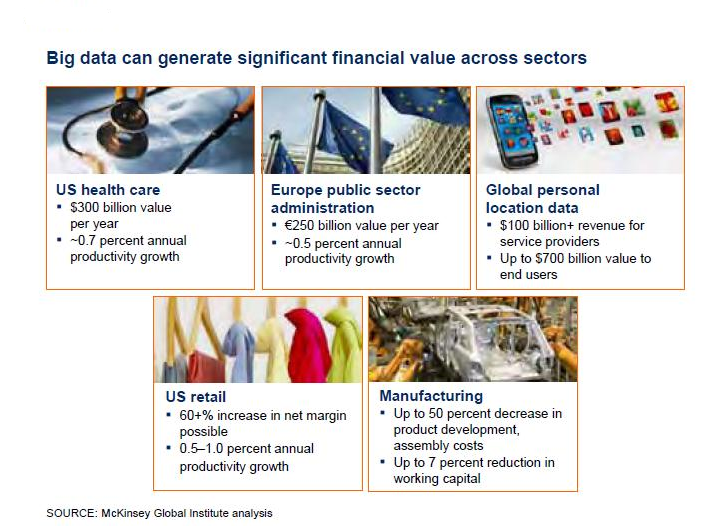 Big data can generate significant financial value across sectors
US health care
▪ $300 billion value
per year
▪ ~0.7 percent annual
productivity growth
Europe public sector
administration
▪ €250 billion value per year
▪ ~0.5 percent annual
productivity growth
Global personal
location data
▪ $100 billion+ revenue for
service providers
▪ Up to $700 billion value to
end users
US retail
▪ 60+% increase in net margin
possible
▪ 0.5–1.0 percent annual
productivity growth
Manufacturing
▪ Up to 50 percent decrease in
product development,
assembly costs
▪ Up to 7 percent reduction in
working capital
SOURCE: McKinsey Global Institute analysis